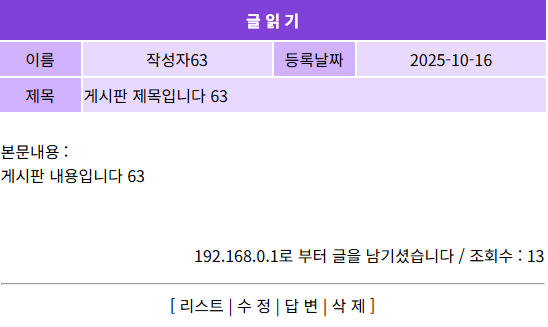 글 읽 기
이름 작성자63 등록날짜 2025-10-16
제목 게시판 제목입니다 63
본문내용 :
게시판 내용입니다 63
192.168.0.1로 부터 글을 남기셨습니다 / 조회수 : 13
[ 리스트 | 수 정 | 답 변 | 삭 제 ]